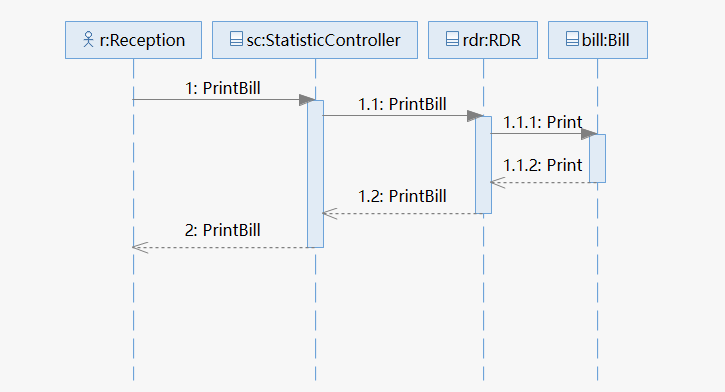 r:Reception
sc:StatisticController
rdr:RDR
bill:Bill
1: PrintBill
1.1: PrintBill
1.1.1: Print
1.1.2: Print
1.2: PrintBill
2: PrintBill